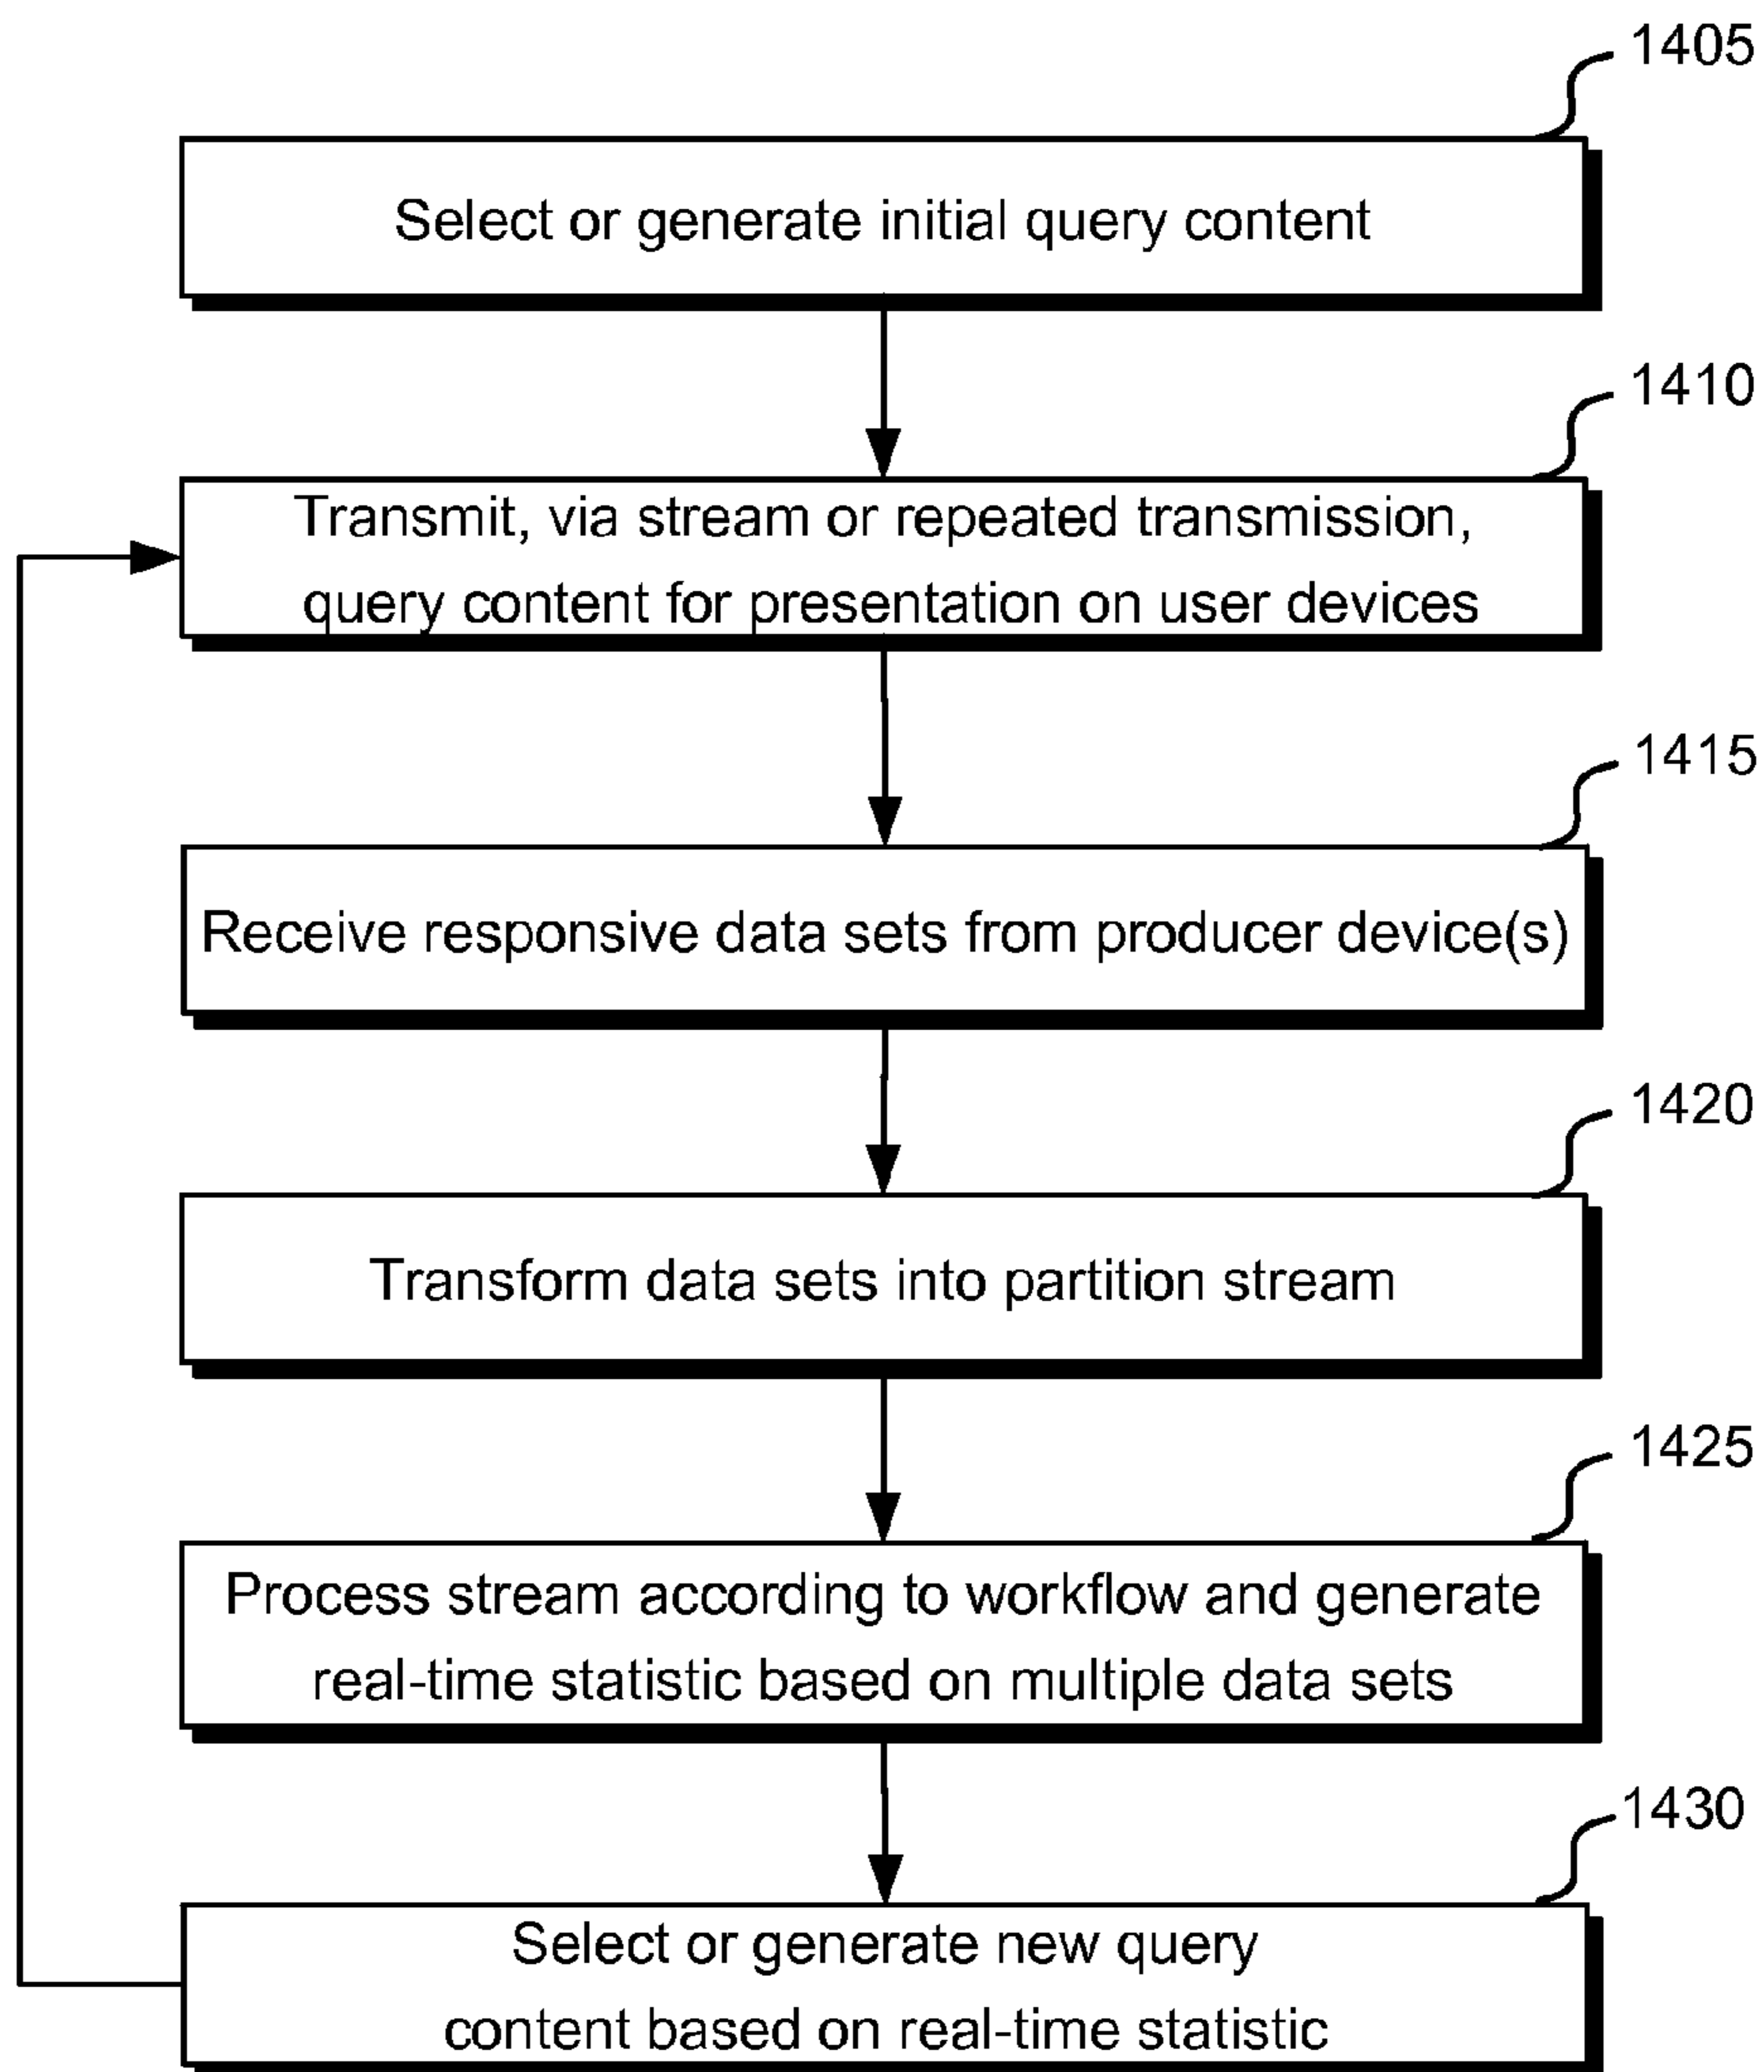 1405
Select or generate initial query content
1410
Transmit, via stream or repeated transmission,
query content for presentation on user devices
1415
Receive responsive data sets from producer device(s)
1420
Transform data sets into partition stream
1425
Process stream according to workflow and generate
real-time statistic based on multiple data sets
1430
Select or generate new query
content based on real-time statistic